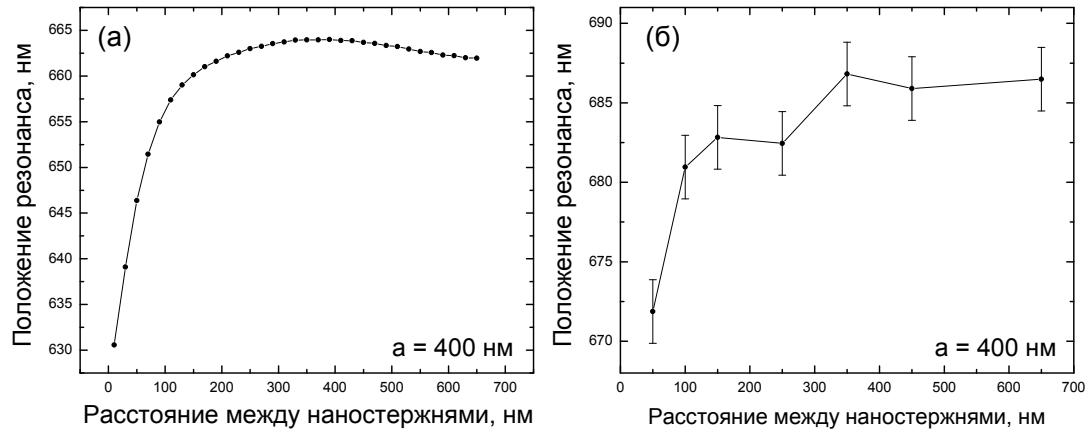 (а)
Положение резонанса, нм
665
660
655
650
645
640
635
630
0 100 200 300 400 500 600 700
a = 400 нм
Расстояние между наностержнями, нм
(б)
Положение резонанса, нм
690
685
680
675
670
0 100 200 300 400 500 600 700
a = 400 нм
Расстояние между наностержнями, нм